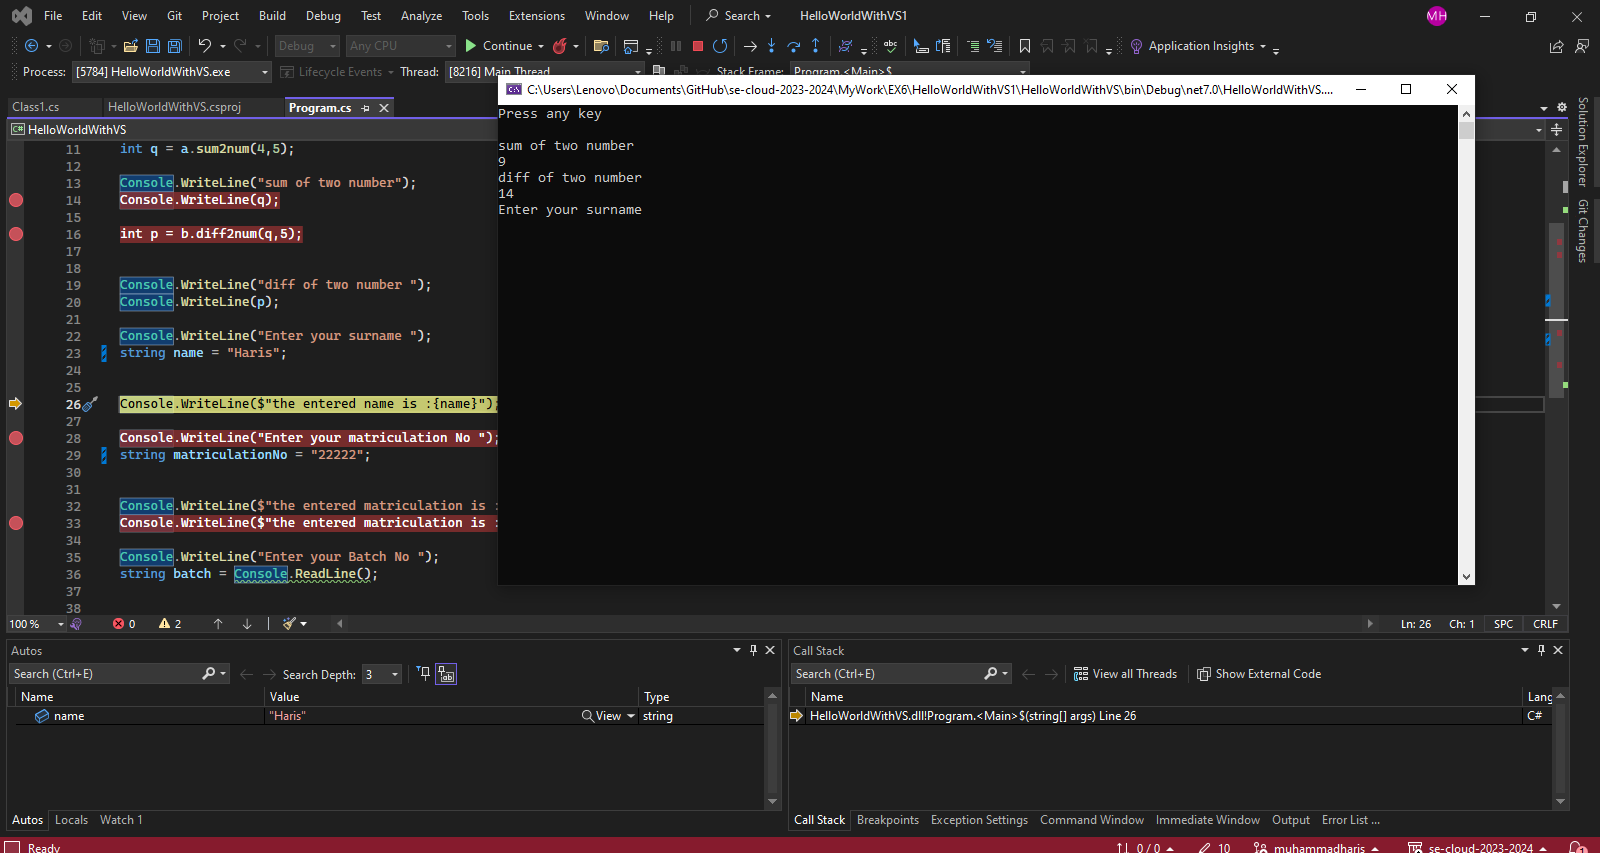 File Edit View Git Project Build Debug Test Analyze Tools Extensions Window Help Search HelloWorldWithVS1 MH
Debug Any CPU Continue Application Insights
Process: [5784] HelloWorldWithVS.exe Lifecycle Events Thread: [8216] Main Thread Stack Frame: Program.<Main>$
Class1.cs HelloWorldWithVS.csproj Program.cs
C# HelloWorldWithVS
11 int q = a.sum2num(4,5);
12
13 Console.WriteLine("sum of two number");
14 Console.WriteLine(q);
15
16 int p = b.diff2num(q,5);
17
18
19 Console.WriteLine("diff of two number ");
20 Console.WriteLine(p);
21
22 Console.WriteLine("Enter your surname ");
23 string name = "Haris";
24
25
26 Console.WriteLine($"the entered name is :{name}");
27
28 Console.WriteLine("Enter your matriculation No ");
29 string matriculationNo = "22222";
30
31
32 Console.WriteLine($"the entered matriculation is :
33 Console.WriteLine($"the entered matriculation is :
34
35 Console.WriteLine("Enter your Batch No ");
36 string batch = Console.ReadLine();
37
38
C:\Users\Lenovo\Documents\GitHub\se-cloud-2023-2024\MyWork\EX6\HelloWorldWithVS1\HelloWorldWithVS\bin\Debug\net7.0\HelloWorldWithVS....
Press any key
sum of two number
9
diff of two number
14
Enter your surname
Solution Explorer
Git Changes
100 % 0 2 Ln: 26 Ch: 1 SPC CRLF
Autos
Search (Ctrl+E) Search Depth: 3
Name Value Type
name "Haris" View string
Autos Locals Watch 1
Call Stack
Search (Ctrl+E) View all Threads Show External Code
Name Lang
HelloWorldWithVS.dll!Program.<Main>$(string[] args) Line 26 C#
Call Stack Breakpoints Exception Settings Command Window Immediate Window Output Error List ...
Ready 0 / 0 10 muhammadharis se-cloud-2023-2024 1